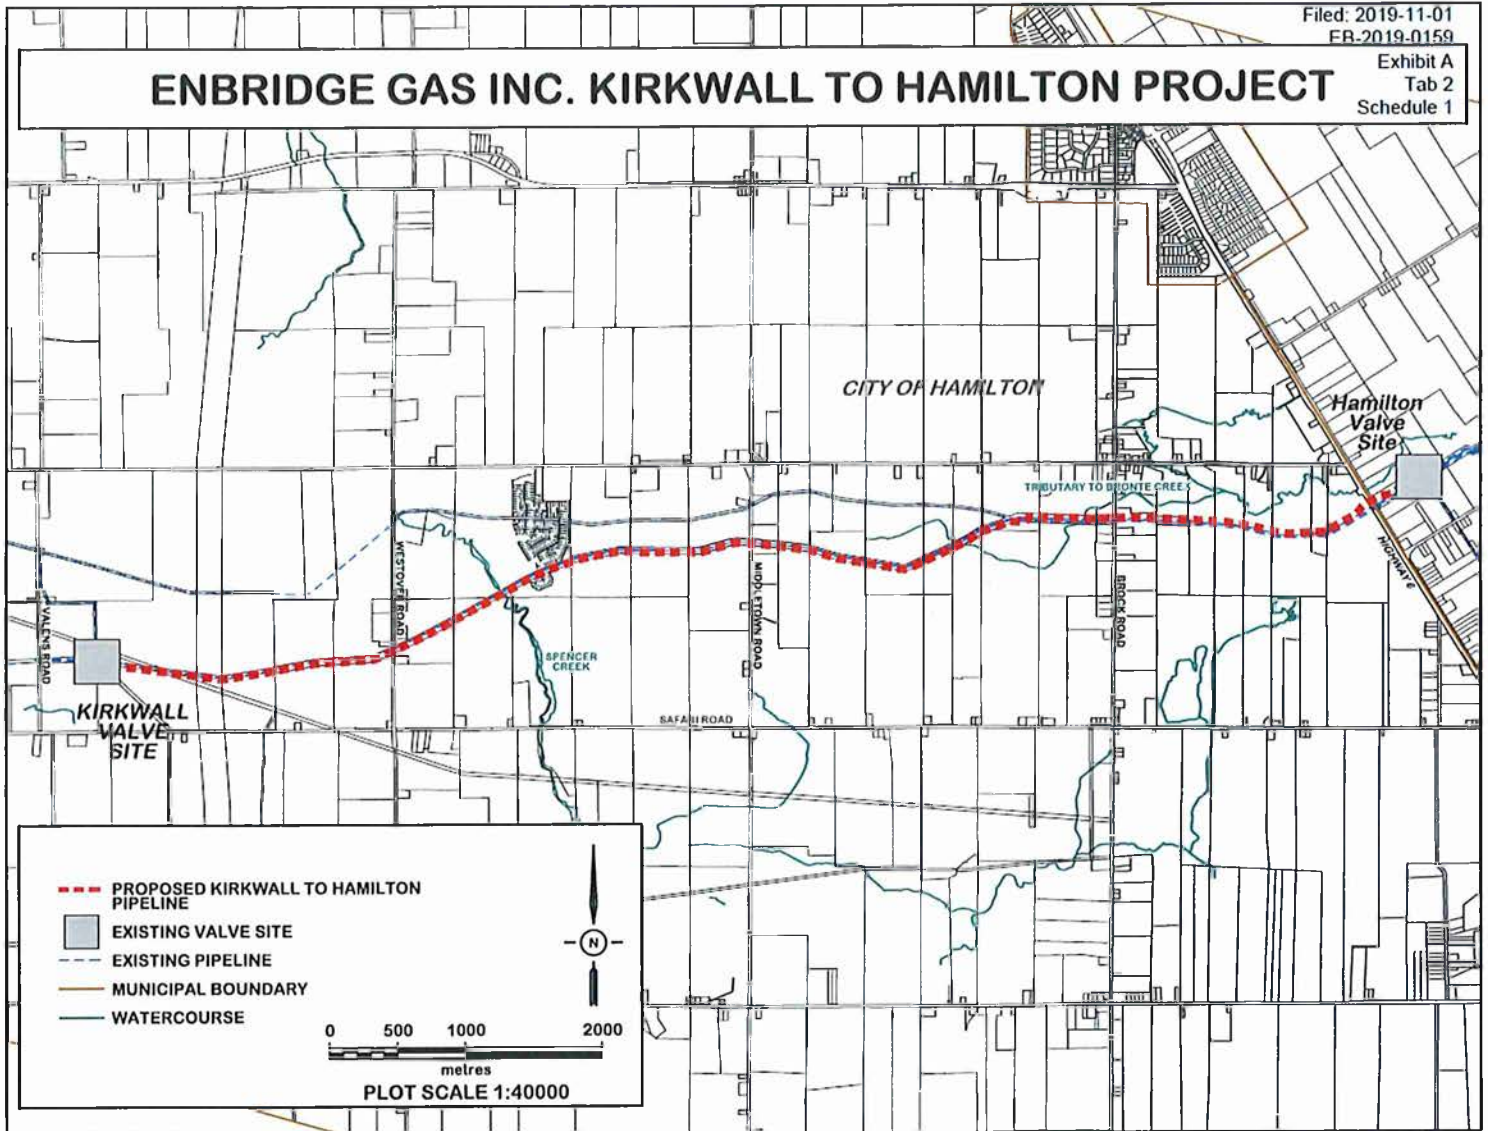 Filed: 2019-11-01
EB-2019-0159
Exhibit A
Tab 2
Schedule 1
ENBRIDGE GAS INC. KIRKWALL TO HAMILTON PROJECT
CITY OF HAMILTON
Hamilton
Valve
Site
TRIBUTARY TO BRONTE CREEK
HIGHWAY 6
WESTOVER ROAD
MIDDLETOWN ROAD
BROCK ROAD
VALENS ROAD
SPENCER
CREEK
KIRKWALL
VALVE
SITE
SAFARI ROAD
PROPOSED KIRKWALL TO HAMILTON
PIPELINE
EXISTING VALVE SITE
EXISTING PIPELINE
MUNICIPAL BOUNDARY
WATERCOURSE
N
0 500 1000 2000
metres
PLOT SCALE 1:40000